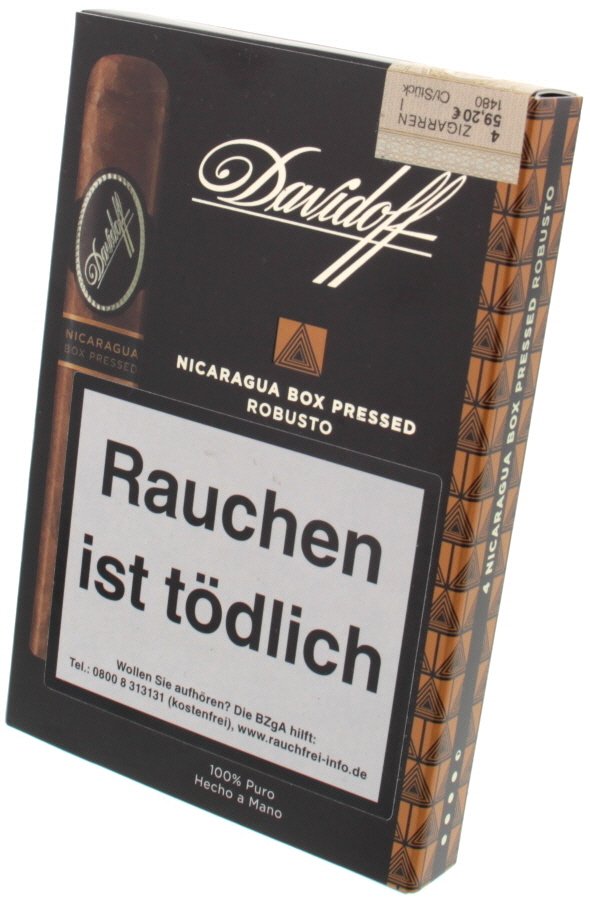 4 ZIGARREN I
59,20€ Ct/Stück
1480
Davidoff
NICARAGUA BOX PRESSED
ROBUSTO
Davidoff
NICARAGUA
BOX PRESSED
Rauchen
ist tödlich
Wollen Sie aufhören? Die BZgA hilft:
Tel.: 0800 8 313131 (kostenfrei), www.rauchfrei-info.de
100% Puro
Hecho a Mano
4 NICARAGUA BOX PRESSED ROBUSTO